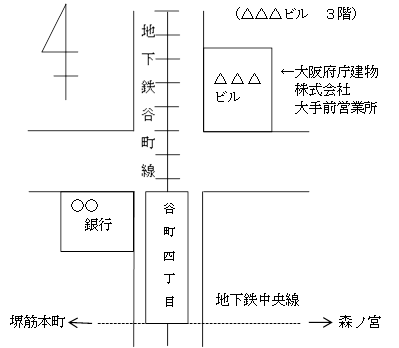 (△△△ビル 3階)
地下鉄谷町線
△△△
ビル
←大阪府庁建物
株式会社
大手前営業所
○○
銀行
谷町四丁目
地下鉄中央線
堺筋本町
森ノ宮